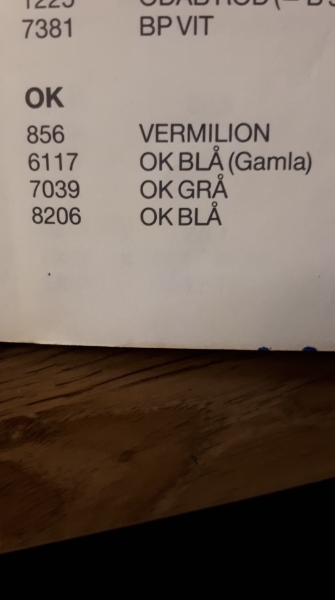 7381 BP VIT
OK
856 VERMILION
6117 OK BLÅ (Gamla)
7039 OK GRÅ
8206 OK BLÅ